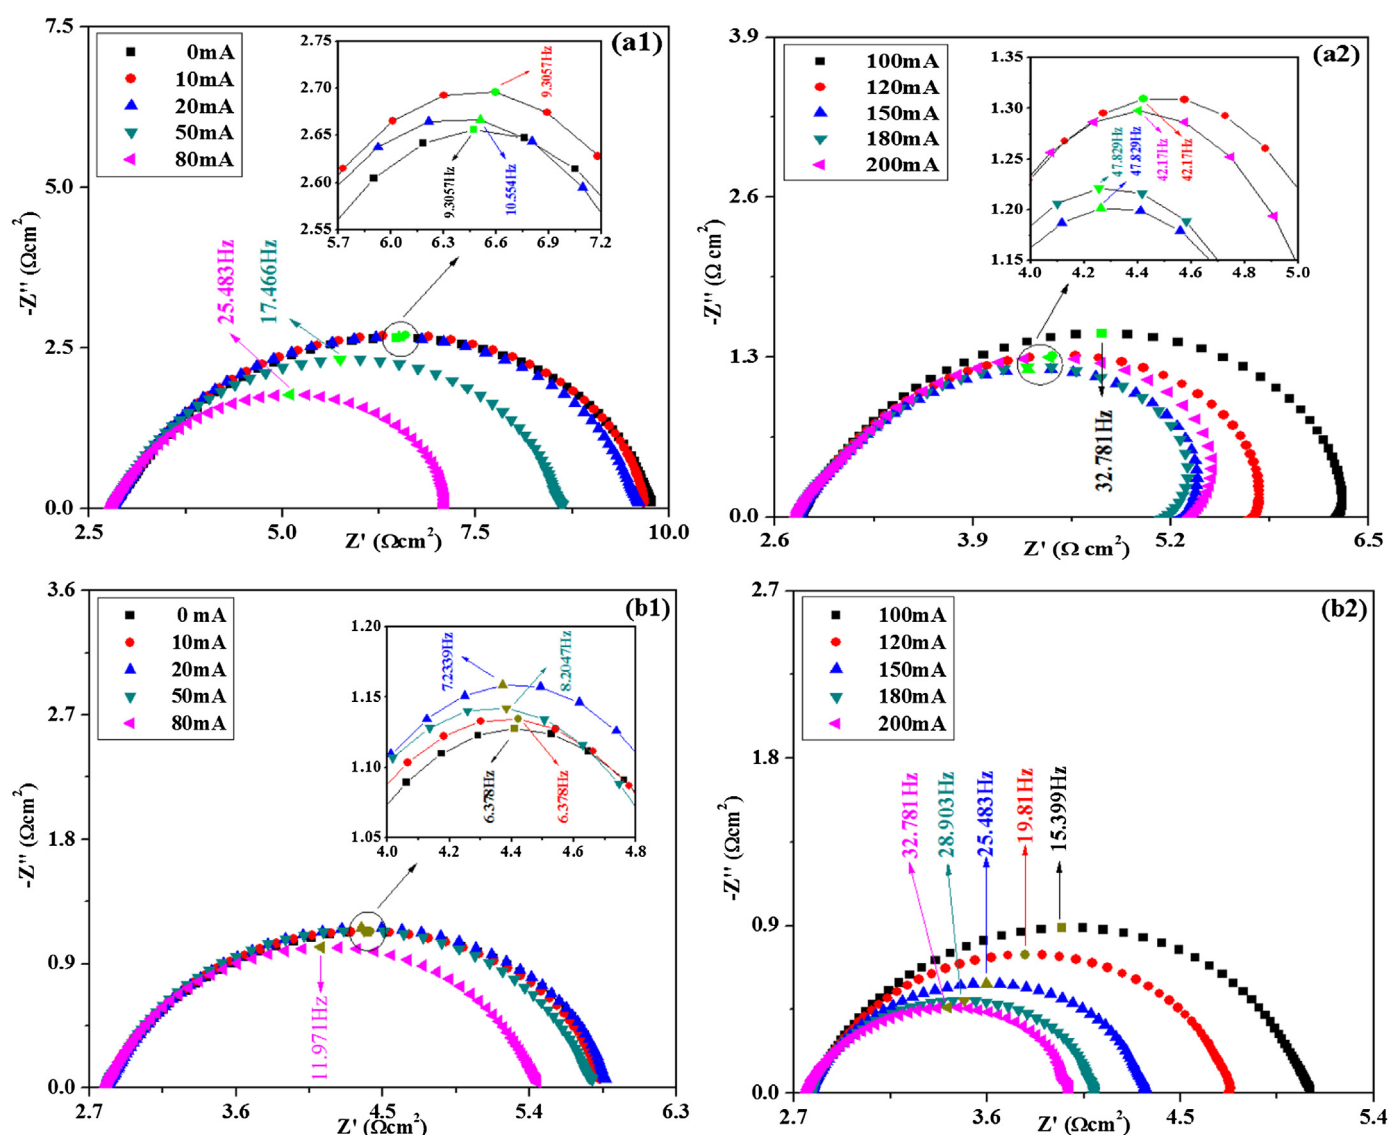 (a1)
7.5
5.0
2.5
0.0
-Z'' (Ωcm²)
0mA
10mA
20mA
50mA
80mA
2.75
2.70
2.65
2.60
2.55
5.7 6.0 6.3 6.6 6.9 7.2
9.3057Hz
9.3057Hz
10.554Hz
25.483Hz
17.466Hz
2.5 5.0 7.5 10.0
Z' (Ωcm²)
(a2)
3.9
2.6
1.3
0.0
-Z'' (Ω cm²)
100mA
120mA
150mA
180mA
200mA
1.35
1.30
1.25
1.20
1.15
4.0 4.2 4.4 4.6 4.8 5.0
47.829Hz
47.829Hz
42.17Hz
42.17Hz
32.781Hz
2.6 3.9 5.2 6.5
Z' (Ω cm²)
(b1)
3.6
2.7
1.8
0.9
0.0
-Z'' (Ωcm²)
0 mA
10mA
20mA
50mA
80mA
1.20
1.15
1.10
1.05
4.0 4.2 4.4 4.6 4.8
7.2339Hz
8.2047Hz
6.378Hz
6.378Hz
11.971Hz
2.7 3.6 4.5 5.4 6.3
Z' (Ωcm²)
(b2)
2.7
1.8
0.9
0.0
-Z'' (Ωcm²)
100mA
120mA
150mA
180mA
200mA
32.781Hz
28.903Hz
25.483Hz
19.81Hz
15.399Hz
2.7 3.6 4.5 5.4
Z' (Ωcm²)